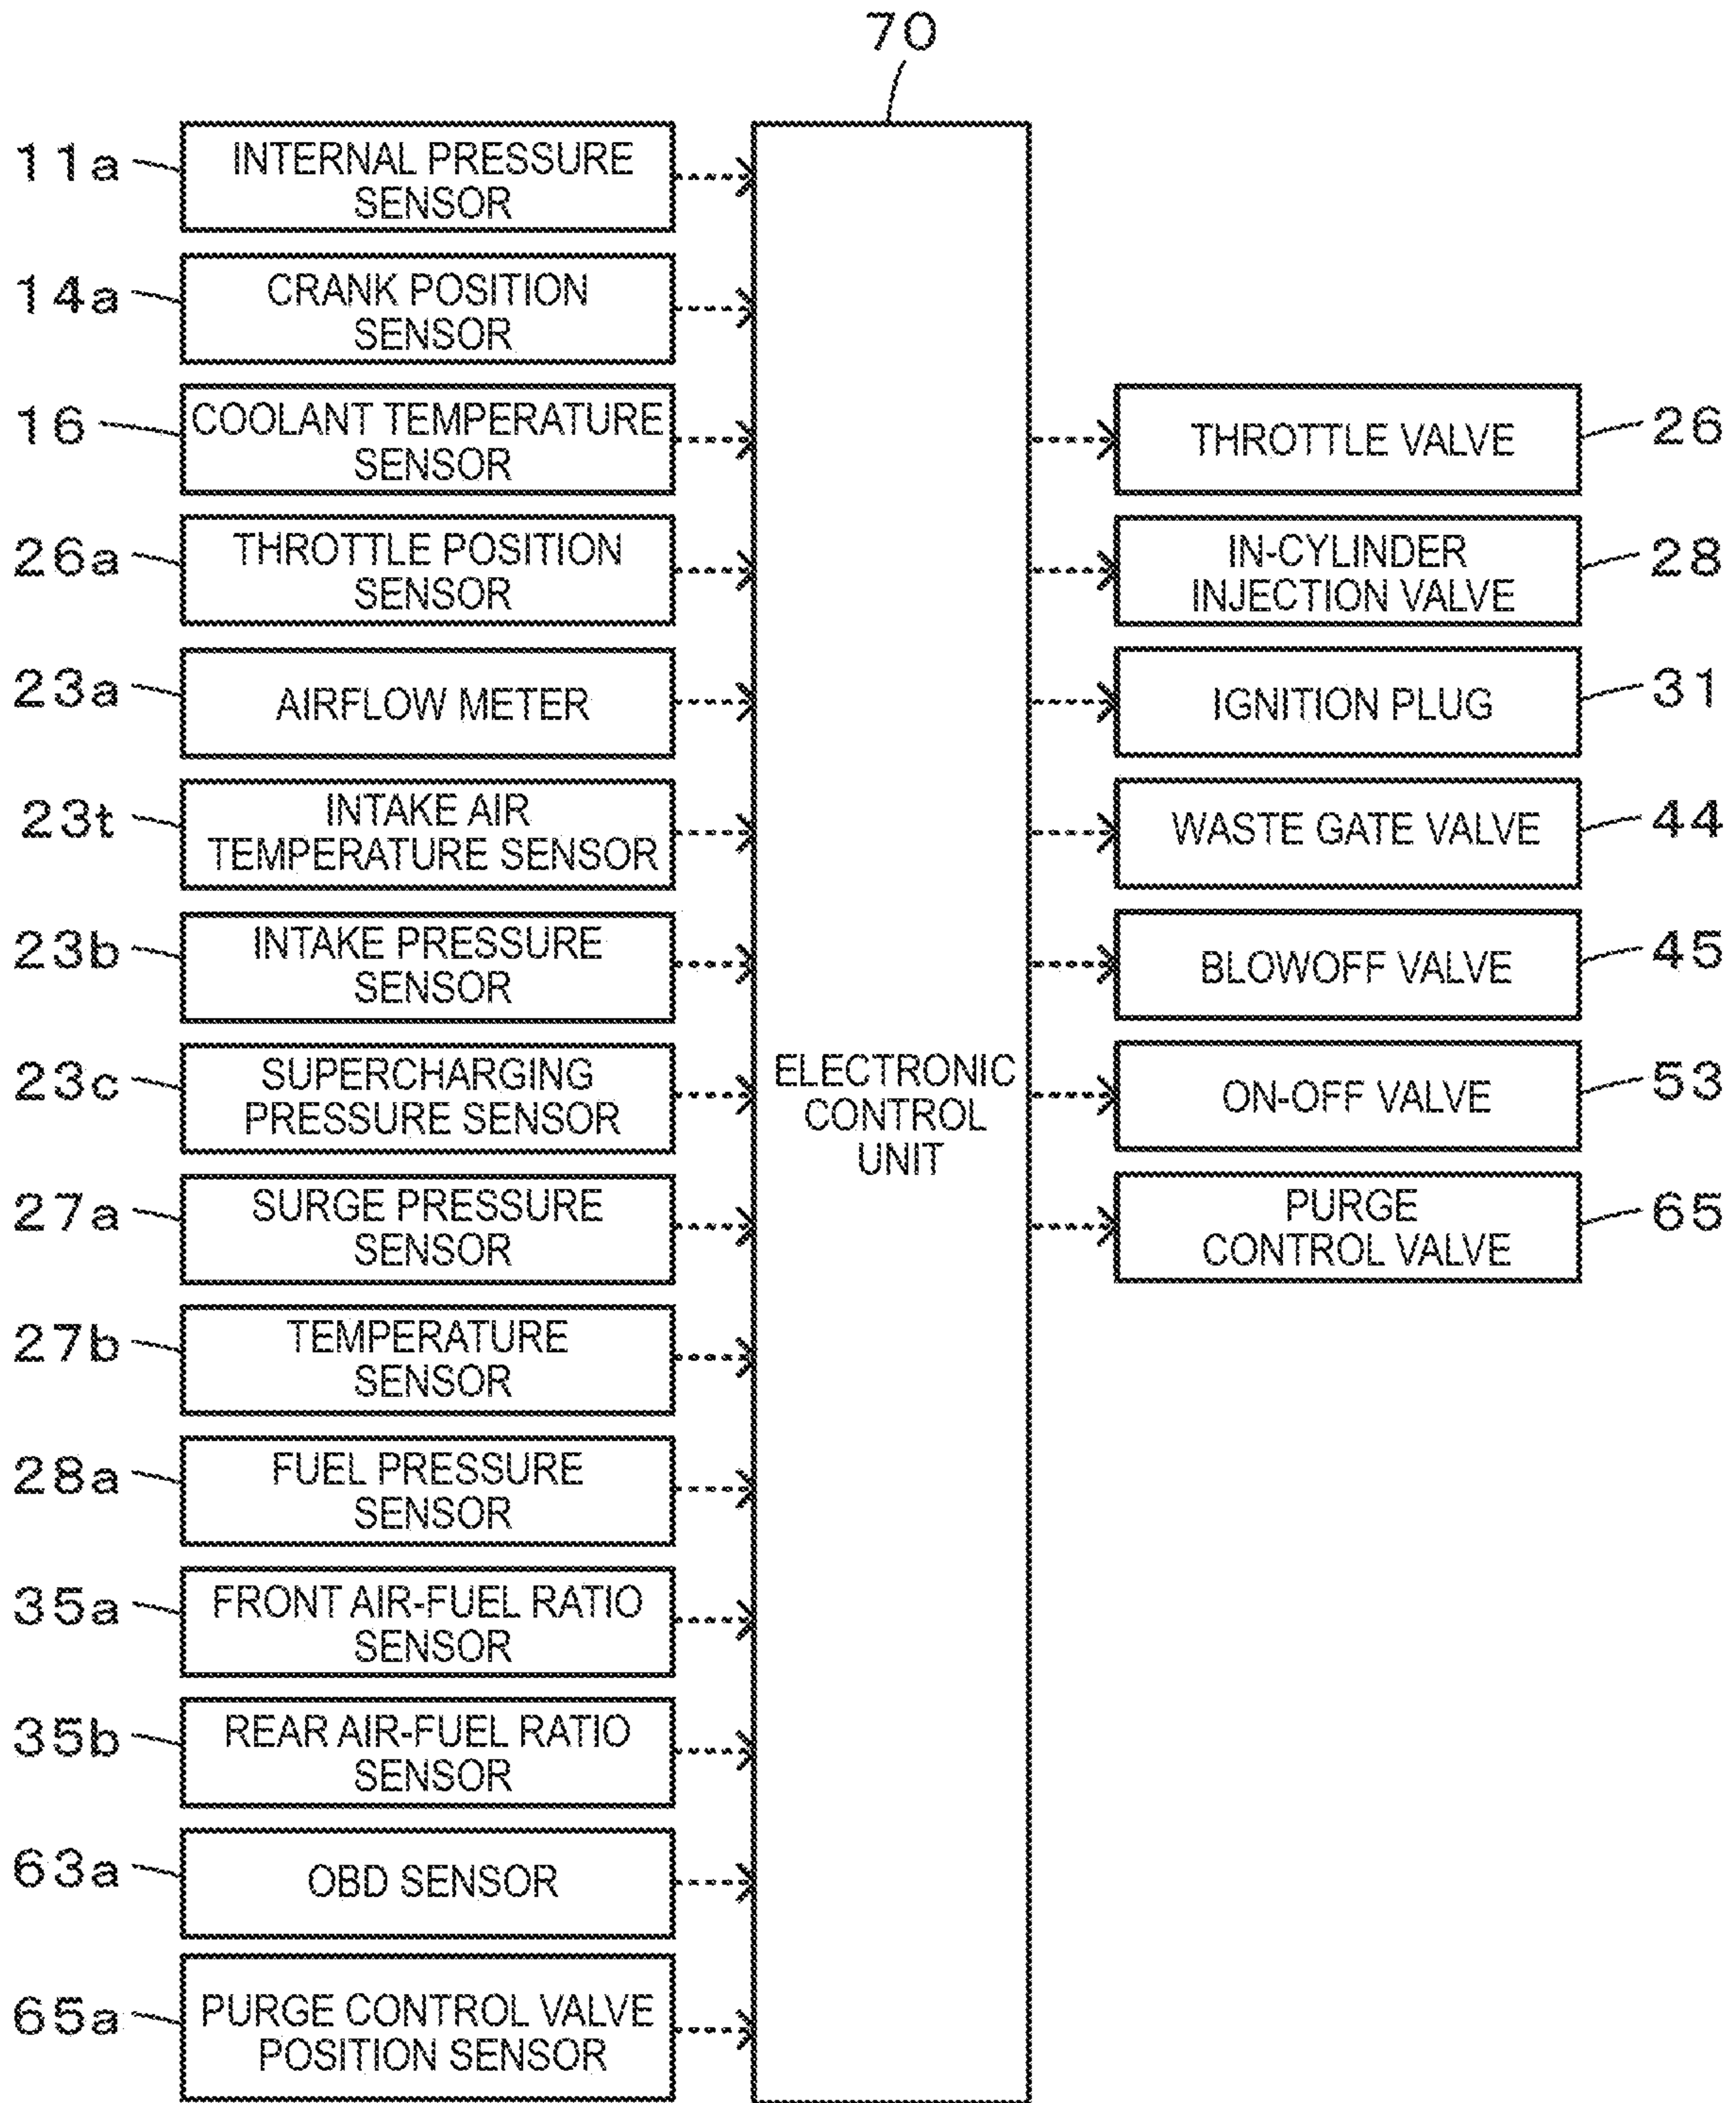 70
11a
INTERNAL PRESSURE
SENSOR
14a
CRANK POSITION
SENSOR
16
COOLANT TEMPERATURE
SENSOR
26a
THROTTLE POSITION
SENSOR
23a
AIRFLOW METER
23t
INTAKE AIR
TEMPERATURE SENSOR
23b
INTAKE PRESSURE
SENSOR
23c
SUPERCHARGING
PRESSURE SENSOR
27a
SURGE PRESSURE
SENSOR
27b
TEMPERATURE
SENSOR
28a
FUEL PRESSURE
SENSOR
35a
FRONT AIR-FUEL RATIO
SENSOR
35b
REAR AIR-FUEL RATIO
SENSOR
63a
OBD SENSOR
65a
PURGE CONTROL VALVE
POSITION SENSOR
ELECTRONIC
CONTROL
UNIT
THROTTLE VALVE
26
IN-CYLINDER
INJECTION VALVE
28
IGNITION PLUG
31
WASTE GATE VALVE
44
BLOWOFF VALVE
45
ON-OFF VALVE
53
PURGE
CONTROL VALVE
65